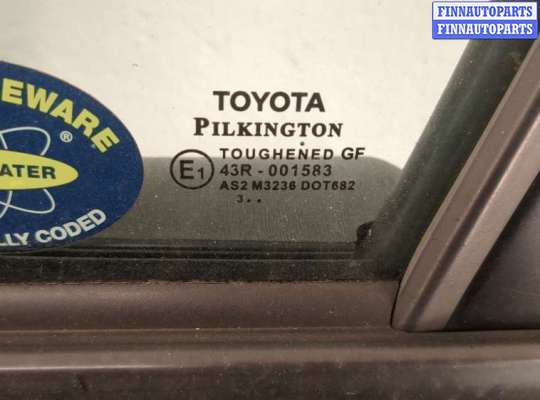 FINNAUTOPARTS
FINNAUTOPARTS
EWARE
®
ATER
LLY CODED
TOYOTA
PILKINGTON
TOUGHENED GF
E1 43R - 001583
AS2 M3236 DOT682
3..